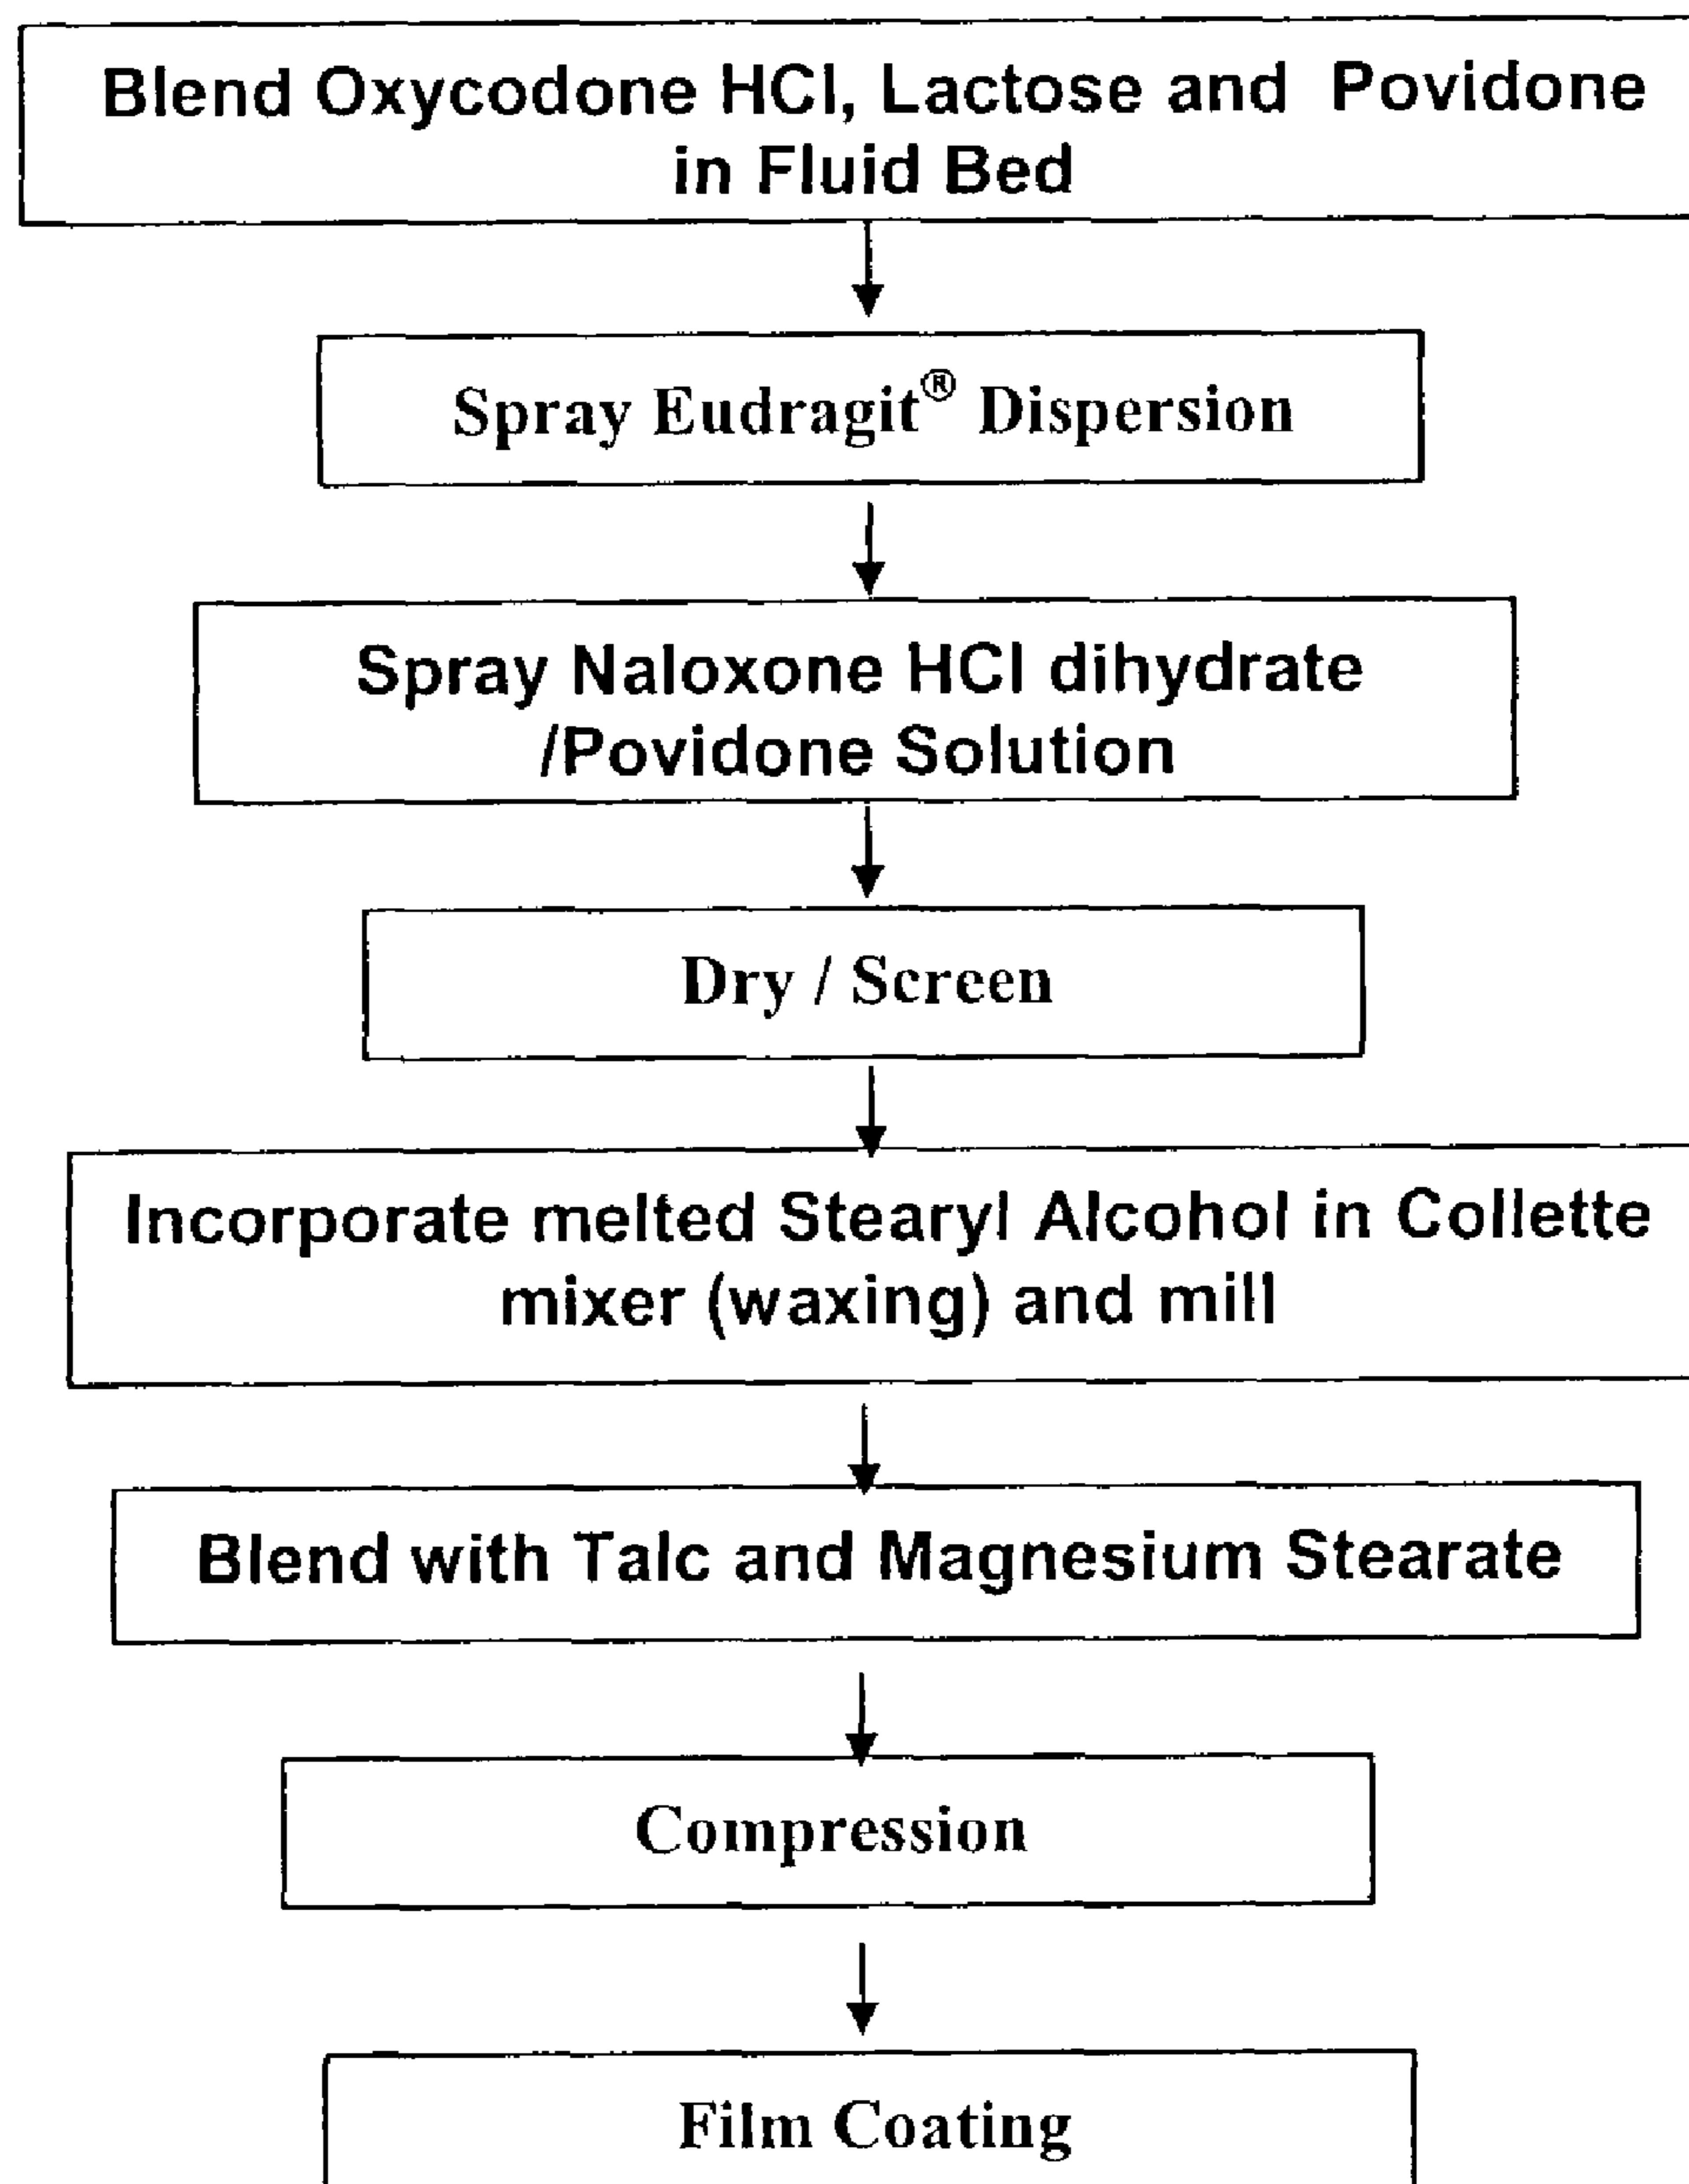 Blend Oxycodone HCl, Lactose and Povidone
in Fluid Bed
Spray Eudragit® Dispersion
Spray Naloxone HCl dihydrate
/Povidone Solution
Dry / Screen
Incorporate melted Stearyl Alcohol in Collette
mixer (waxing) and mill
Blend with Talc and Magnesium Stearate
Compression
Film Coating